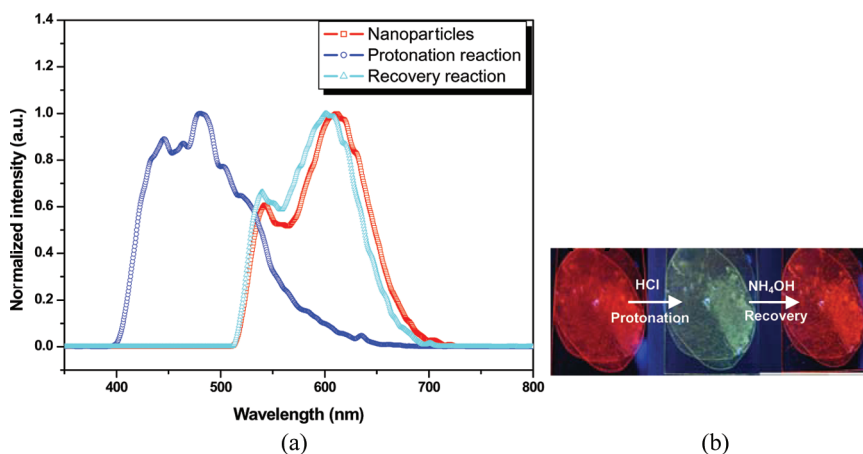 Nanoparticles
Protonation reaction
Recovery reaction
Normalized intensity (a.u.)
1.4
1.2
1.0
0.8
0.6
0.4
0.2
0.0
400 500 600 700 800
Wavelength (nm)
(a)
HCl
Protonation
NH₄OH
Recovery
(b)